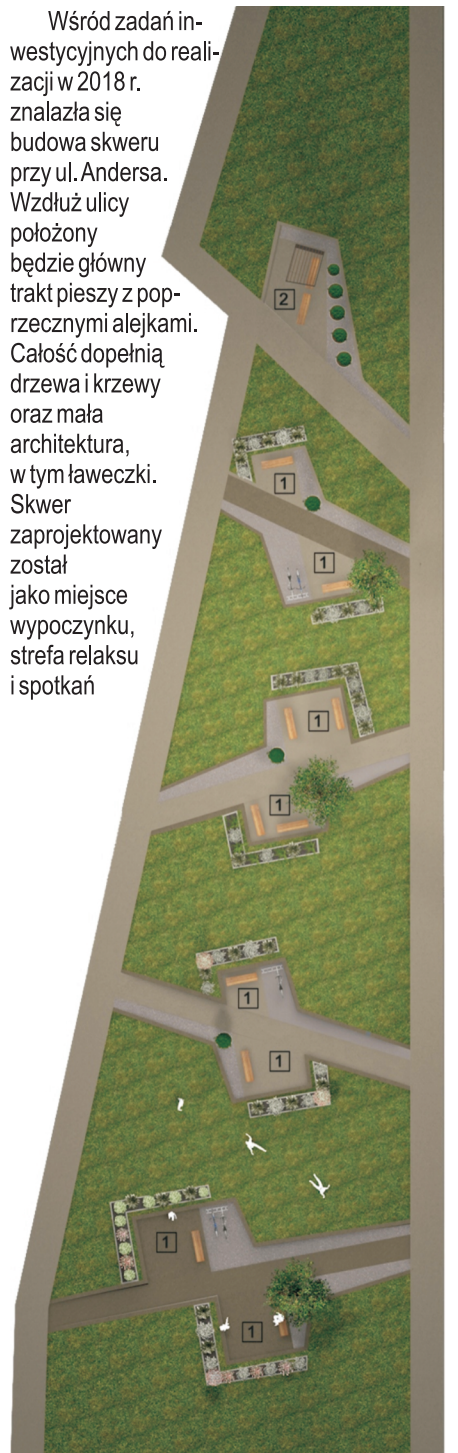 Wśród zadań in-
westycyjnych do reali-
zacji w 2018 r.
znalazła się
budowa skweru
przy ul. Andersa.
Wzdłuż ulicy
położony
będzie główny
trakt pieszy z pop-
rzecznymi alejkami.
Całość dopełnią
drzewa i krzewy
oraz mała
architektura,
w tym ławeczki.
Skwer
zaprojektowany
został
jako miejsce
wypoczynku,
strefa relaksu
i spotkań
2
1
1
1
1
1
1
1
1